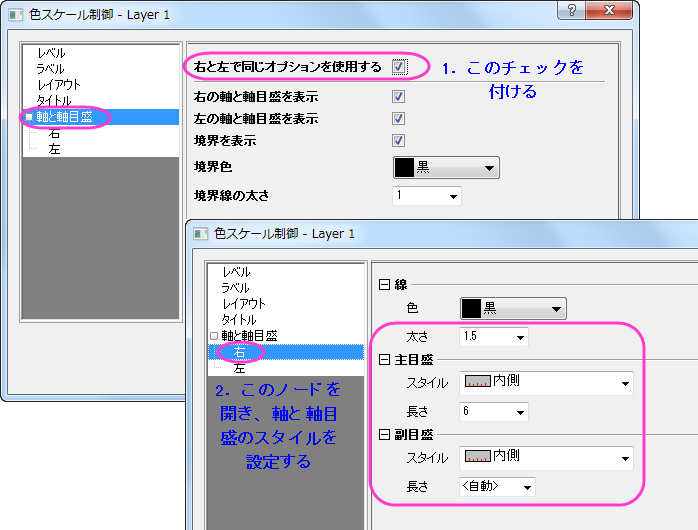 色スケール制御 - Layer 1
レベル
ラベル
レイアウト
タイトル
軸と軸目盛
右
左
右と左で同じオプションを使用する
1. このチェックを
付ける
右の軸と軸目盛を表示
左の軸と軸目盛を表示
境界を表示
境界色 黒
境界線の太さ 1
色スケール制御 - Layer 1
レベル
ラベル
レイアウト
タイトル
軸と軸目盛
右
左
2. このノードを
開き、軸と軸目
盛のスタイルを
設定する
線
色 黒
太さ 1.5
主目盛
スタイル 内側
長さ 6
副目盛
スタイル 内側
長さ <自動>